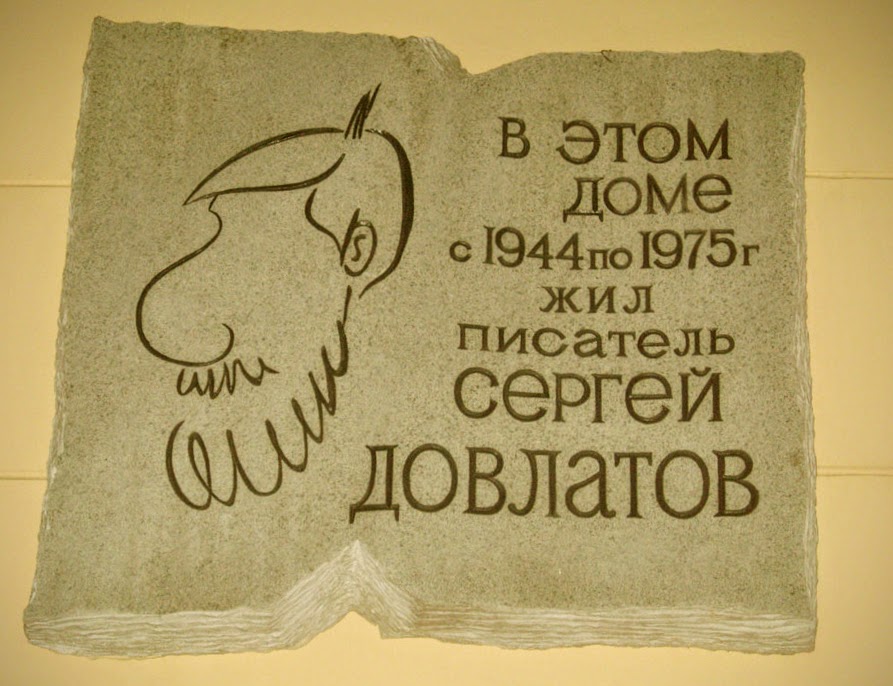 В ЭТОМ
ДОМЕ
с 1944 по 1975 г
ЖИЛ
ПИСАТЕЛЬ
СЕРГЕЙ
ДОВЛАТОВ
S